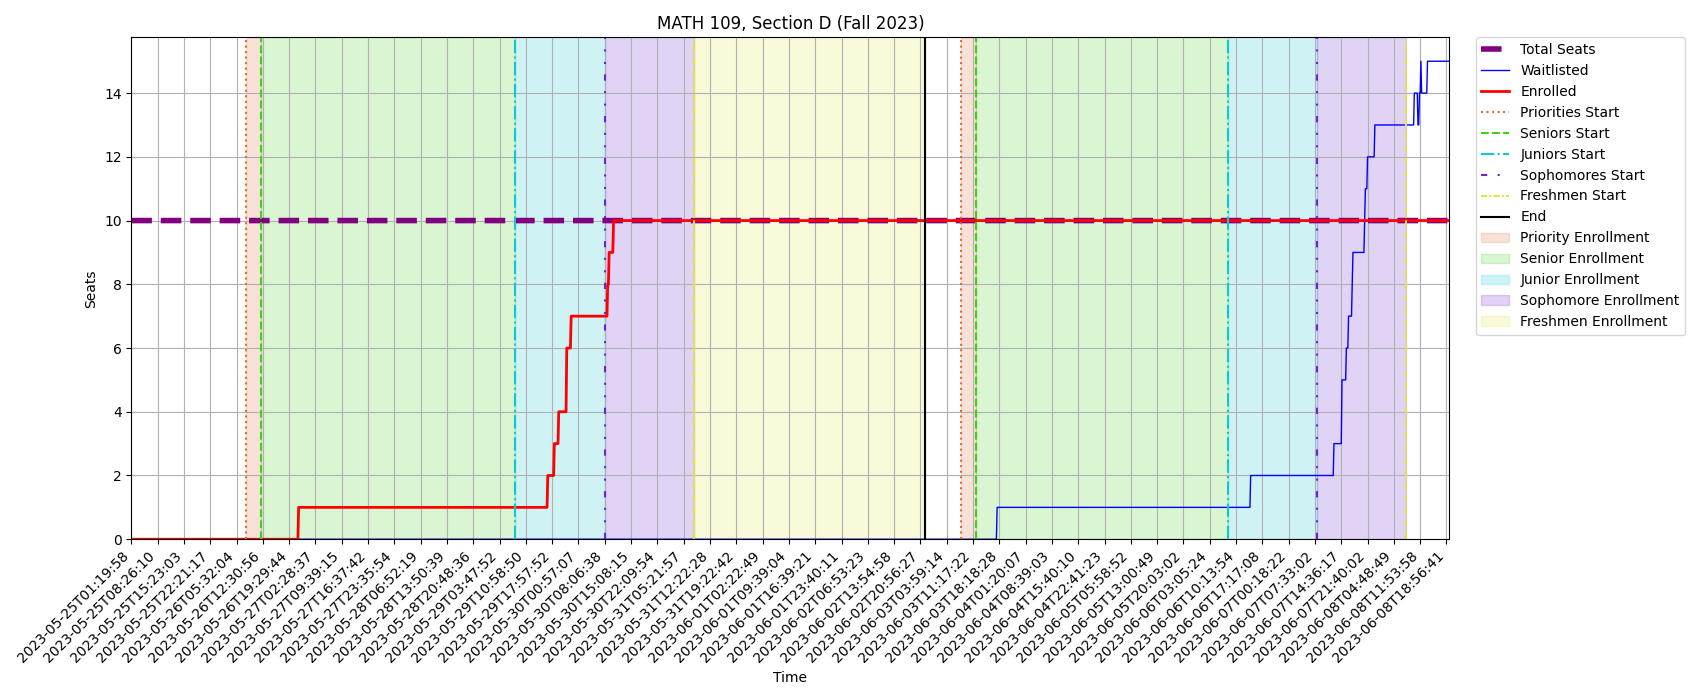 MATH 109, Section D (Fall 2023)
Seats
14
12
10
8
6
4
2
0
2023-05-25T01:19:58
2023-05-25T08:26:10
2023-05-25T15:23:03
2023-05-25T22:21:17
2023-05-26T05:32:04
2023-05-26T12:30:56
2023-05-26T19:29:44
2023-05-27T02:28:37
2023-05-27T09:39:15
2023-05-27T16:37:42
2023-05-27T23:35:54
2023-05-28T06:52:19
2023-05-28T13:50:39
2023-05-28T20:48:36
2023-05-29T03:47:52
2023-05-29T10:58:50
2023-05-29T17:57:52
2023-05-30T00:57:07
2023-05-30T08:06:38
2023-05-30T15:08:15
2023-05-30T22:09:54
2023-05-31T05:21:57
2023-05-31T12:22:28
2023-05-31T19:22:42
2023-06-01T02:22:49
2023-06-01T09:39:04
2023-06-01T16:39:21
2023-06-01T23:40:11
2023-06-02T06:53:23
2023-06-02T13:54:58
2023-06-02T20:56:27
2023-06-03T03:59:14
2023-06-03T11:17:22
2023-06-03T18:18:28
2023-06-04T01:20:07
2023-06-04T08:39:03
2023-06-04T15:40:10
2023-06-04T22:41:23
2023-06-05T05:58:52
2023-06-05T13:00:49
2023-06-05T20:03:02
2023-06-06T03:05:24
2023-06-06T10:13:54
2023-06-06T17:17:08
2023-06-07T00:18:22
2023-06-07T07:33:02
2023-06-07T14:36:17
2023-06-07T21:40:02
2023-06-08T04:48:49
2023-06-08T11:53:58
2023-06-08T18:56:41
Time
Total Seats
Waitlisted
Enrolled
Priorities Start
Seniors Start
Juniors Start
Sophomores Start
Freshmen Start
End
Priority Enrollment
Senior Enrollment
Junior Enrollment
Sophomore Enrollment
Freshmen Enrollment